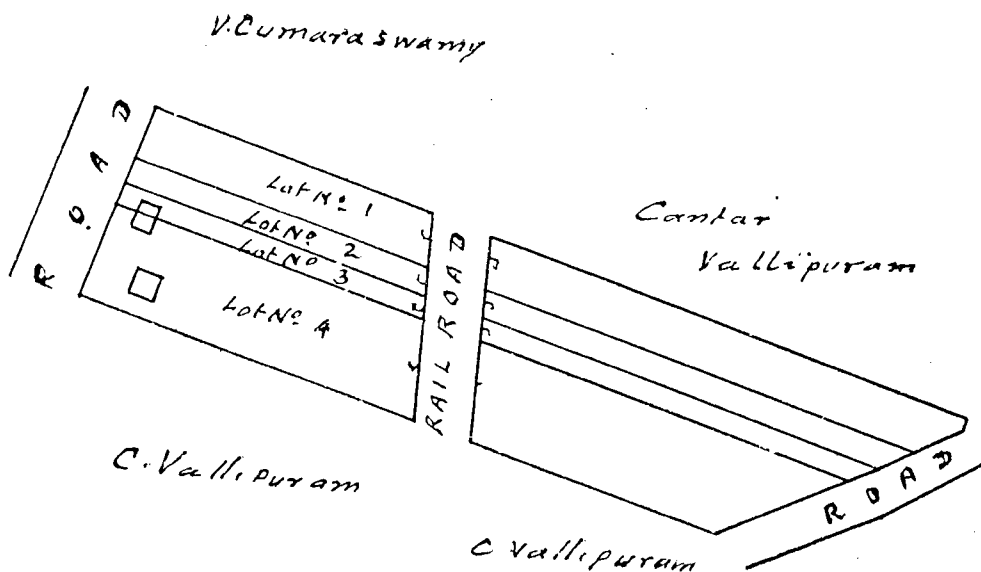 V. Cumaraswamy
ROAD
Lot No 1
Lot No 2
Lot No 3
Lot No 4
RAIL ROAD
Cantar
Vallipuram
C. Vallipuram
C Vallipuram
ROAD